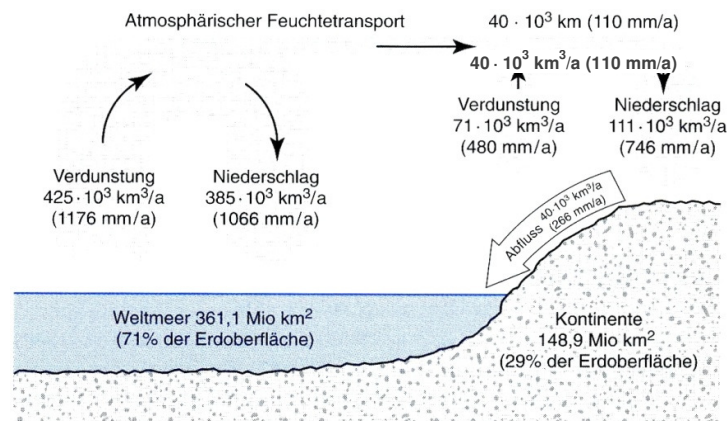 Atmosphärischer Feuchtetransport
40 · 10³ km (110 mm/a)
40 · 10³ km³/a (110 mm/a)
Verdunstung
71 · 10³ km³/a
(480 mm/a)
Niederschlag
111 · 10³ km³/a
(746 mm/a)
Verdunstung
425 · 10³ km³/a
(1176 mm/a)
Niederschlag
385 · 10³ km³/a
(1066 mm/a)
Abfluss 40·10³ km³/a
(266 mm/a)
Weltmeer 361,1 Mio km²
(71% der Erdoberfläche)
Kontinente
148,9 Mio km²
(29% der Erdoberfläche)